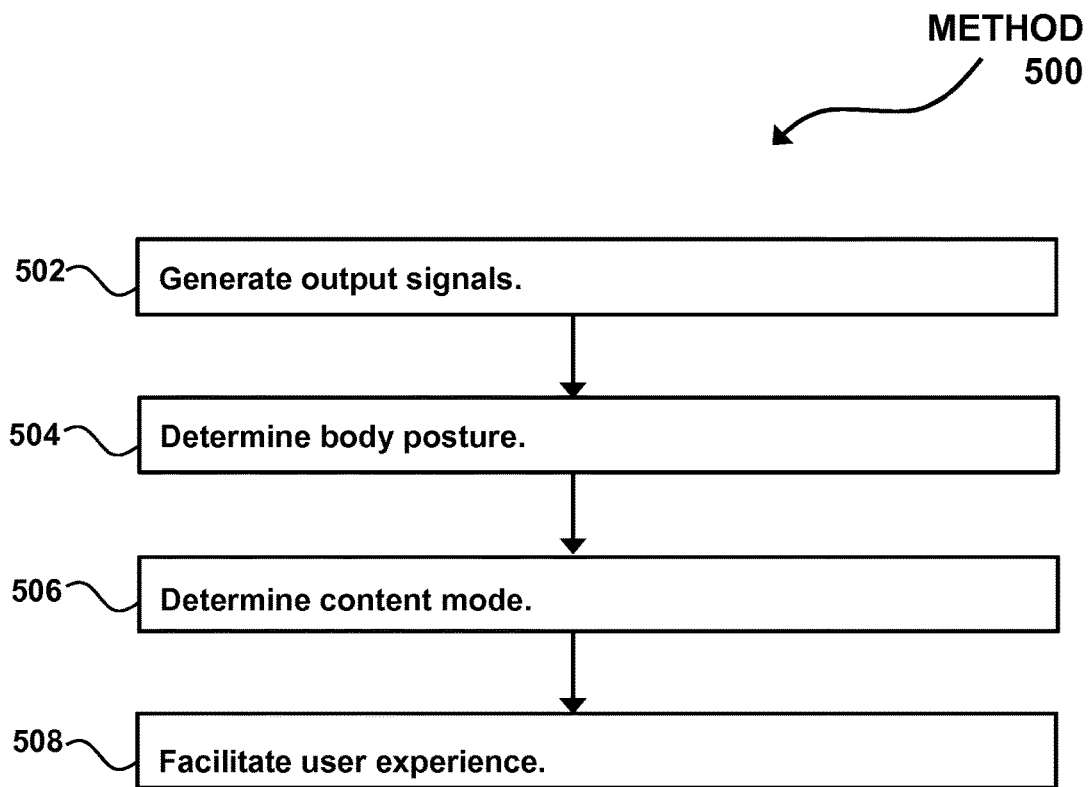 METHOD
500
502
Generate output signals.
504
Determine body posture.
506
Determine content mode.
508
Facilitate user experience.